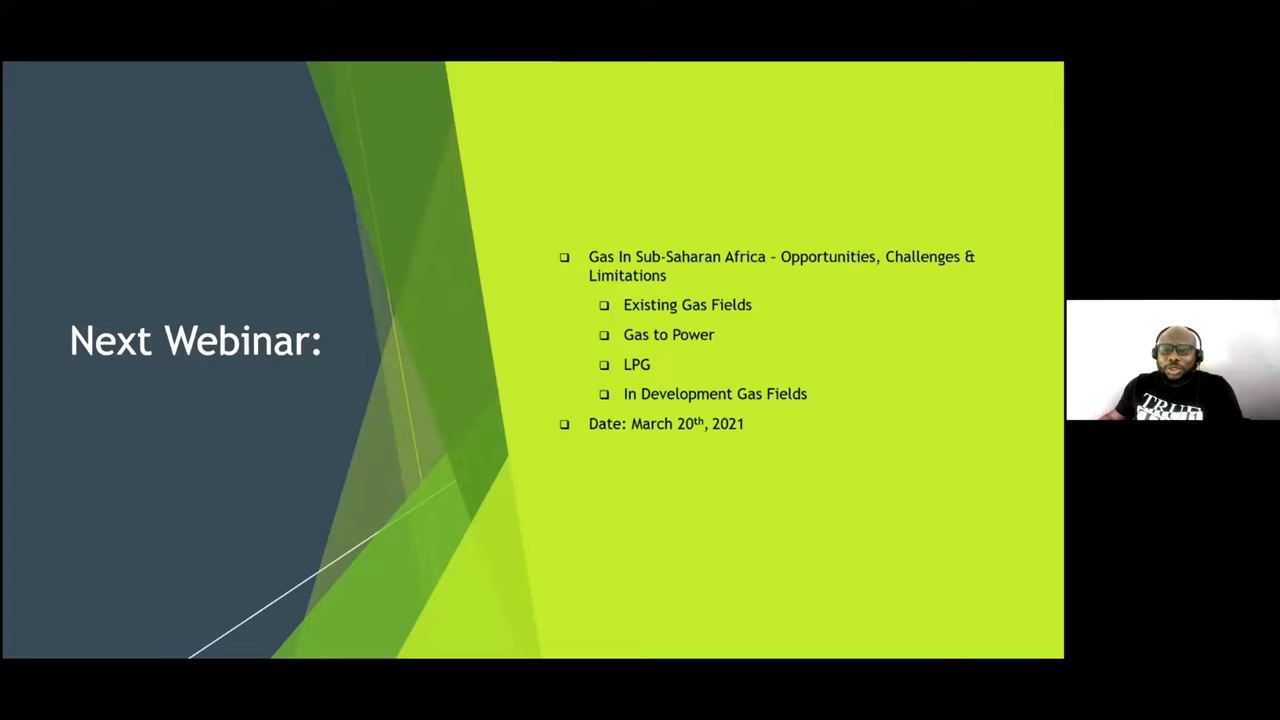 Next Webinar:
Gas In Sub-Saharan Africa – Opportunities, Challenges &
Limitations
Existing Gas Fields
Gas to Power
LPG
In Development Gas Fields
Date: March 20th, 2021
TRUE